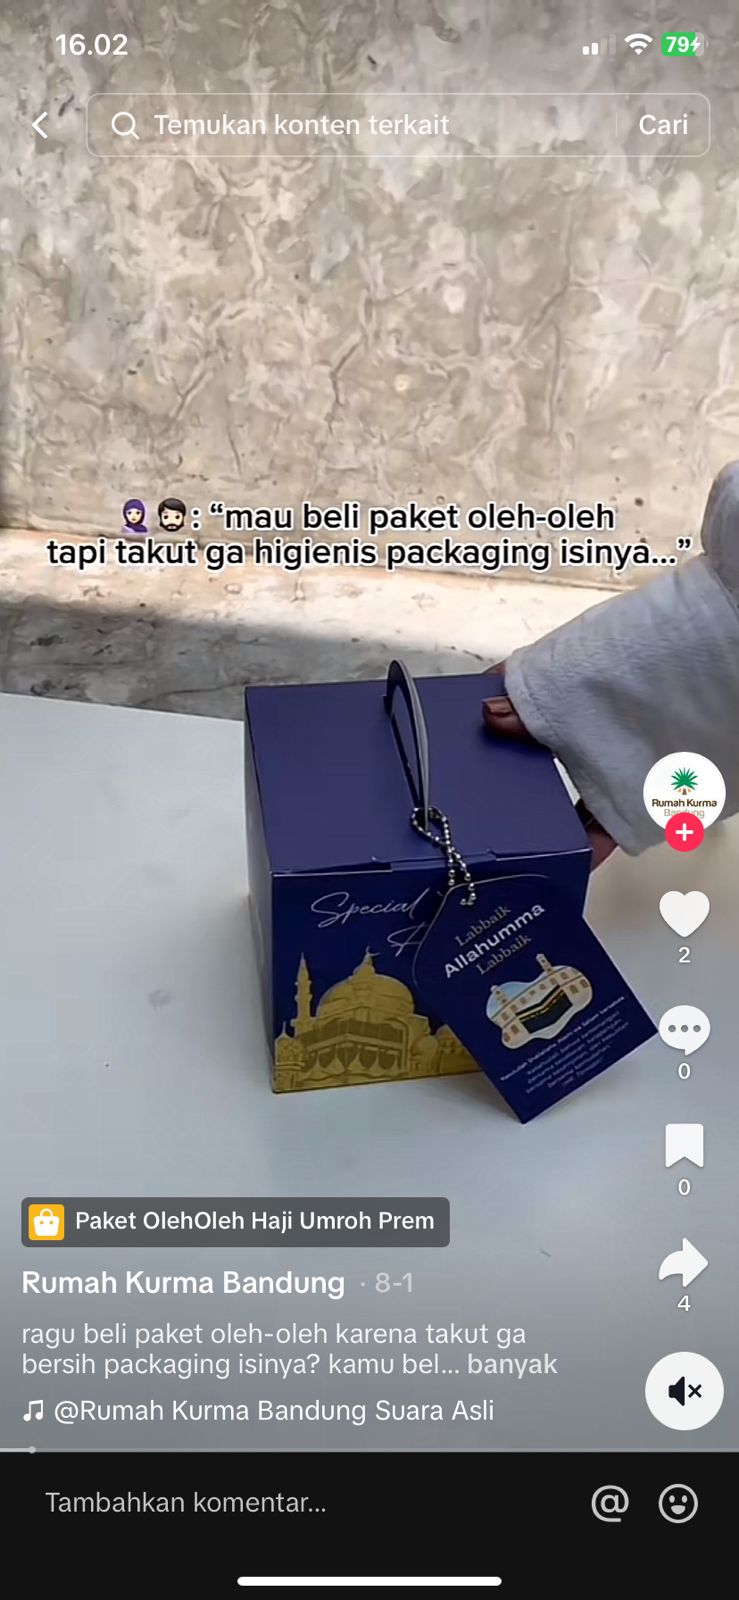 16.02
79
Temukan konten terkait
Cari
: “mau beli paket oleh-oleh
tapi takut ga higienis packaging isinya...”
Special
Labbaik
Allahumma
Labbaik
Rumah Kurma
Bandung
2
0
0
4
Paket OlehOleh Haji Umroh Prem
Rumah Kurma Bandung · 8-1
ragu beli paket oleh-oleh karena takut ga
bersih packaging isinya? kamu bel... banyak
@Rumah Kurma Bandung Suara Asli
Tambahkan komentar...